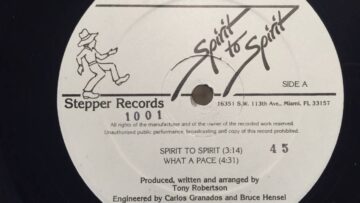 Spirit to Spirit
SIDE A
Stepper Records
16351 S.W. 113th Ave., Miami, FL, 33157
1001
All rights of the manufacturer and of the owner of the recorded work reserved.
Unauthorized public performance, broadcasting and copy of this record prohibited.
SPIRIT TO SPIRIT (3:14)
45
WHAT A PACE (4:31)
Produced, written and arranged by
Tony Robertson
Engineered by Carlos Granados and Bruce Hensel